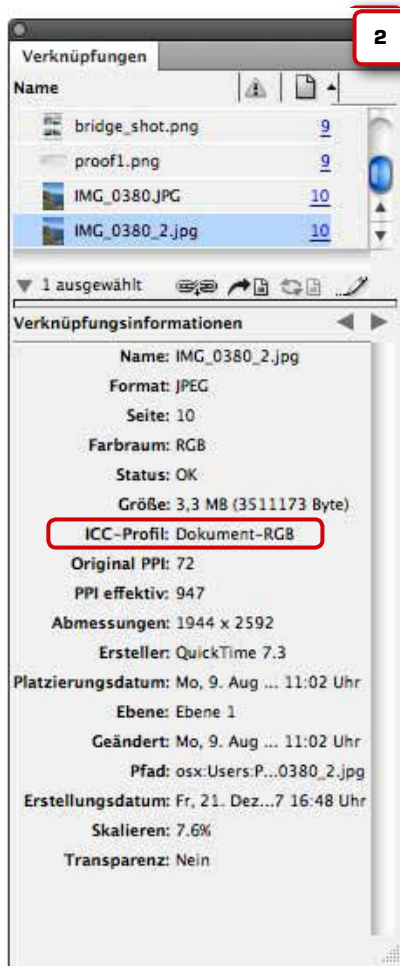 2
Verknüpfungen
Name
bridge_shot.png 9
proof1.png 9
IMG_0380.JPG 10
IMG_0380_2.jpg 10
1 ausgewählt
Verknüpfungsinformationen
Name: IMG_0380_2.jpg
Format: JPEG
Seite: 10
Farbraum: RGB
Status: OK
Größe: 3,3 MB (3511173 Byte)
ICC-Profil: Dokument-RGB
Original PPI: 72
PPI effektiv: 947
Abmessungen: 1944 x 2592
Ersteller: QuickTime 7.3
Platzierungsdatum: Mo, 9. Aug ... 11:02 Uhr
Ebene: Ebene 1
Geändert: Mo, 9. Aug ... 11:02 Uhr
Pfad: osx:Users:P...0380_2.jpg
Erstellungsdatum: Fr, 21. Dez...7 16:48 Uhr
Skalieren: 7.6%
Transparenz: Nein